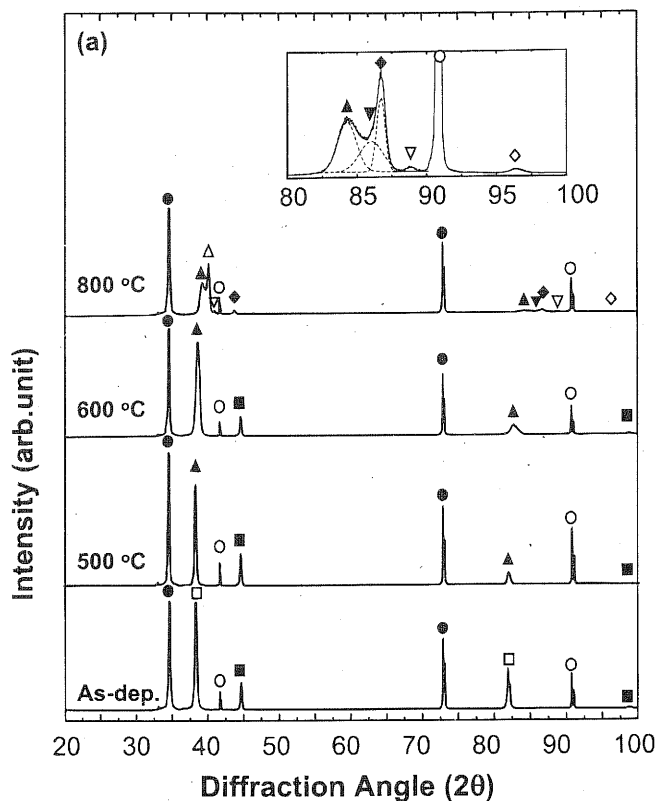 (a)
80 85 90 95 100
800 °C
600 °C
500 °C
As-dep.
Intensity (arb.unit)
20 30 40 50 60 70 80 90 100
Diffraction Angle (2θ)